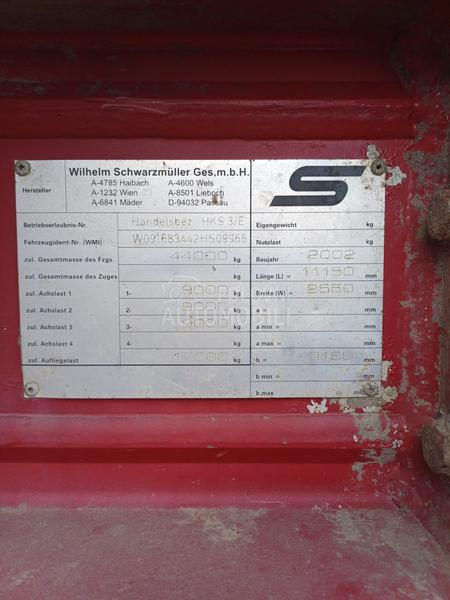 Wilhelm Schwarzmüller Ges.m.b.H.
Hersteller
A-4785 Haibach A-4600 Wels
A-1232 Wien A-8501 Lieboch
A-6841 Mäder D-94032 Passau
S
Betriebserlaubnis-Nr. Handelsbez HKS 3/E
Fahrzeugident-Nr. (WMI)
zul. Gesamtmasse des Fzgs. 44000 kg
zul. Gesamtmasse des Zuges kg
zul. Achslast 1 1- 9000 kg
zul. Achslast 2 2- 9000 kg
zul. Achslast 3 3- kg
zul. Achslast 4 4- kg
zul. Aufliegelast kg
Eigengewicht kg
Nutzlast kg
Baujahr 2002 mm
Länge (L) = 11150 mm
Breite (W) = 2550 mm
a = mm
a min = mm
a max = mm
b = mm
b min = mm
b.max